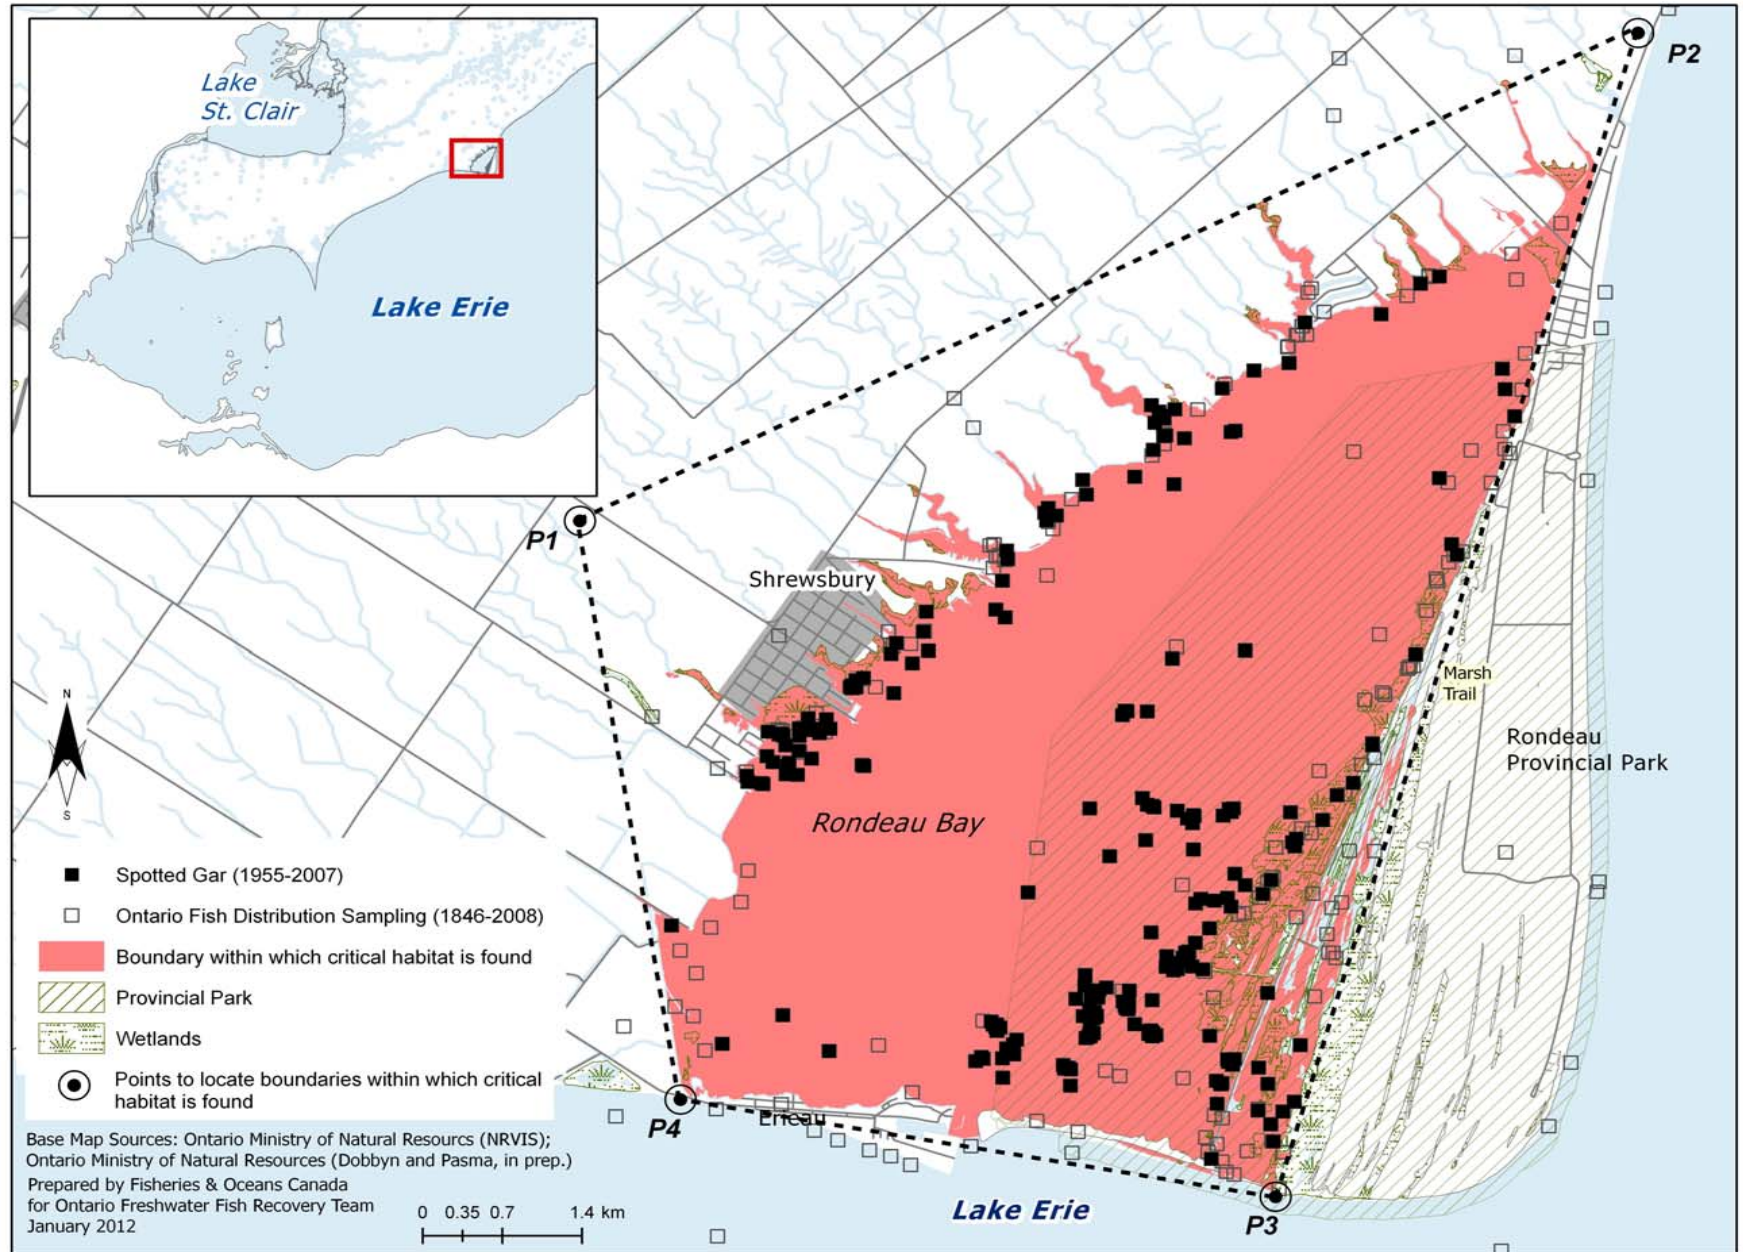 Lake
St. Clair
Lake Erie
P2
P1
Shrewsbury
Marsh
Trail
Rondeau
Provincial Park
Rondeau Bay
N
S
Spotted Gar (1955-2007)
Ontario Fish Distribution Sampling (1846-2008)
Boundary within which critical habitat is found
Provincial Park
Wetlands
Points to locate boundaries within which critical
habitat is found
P4
Erieau
P3
Lake Erie
Base Map Sources: Ontario Ministry of Natural Resourcs (NRVIS);
Ontario Ministry of Natural Resources (Dobbyn and Pasma, in prep.)
Prepared by Fisheries & Oceans Canada
for Ontario Freshwater Fish Recovery Team
January 2012
0 0.35 0.7 1.4 km